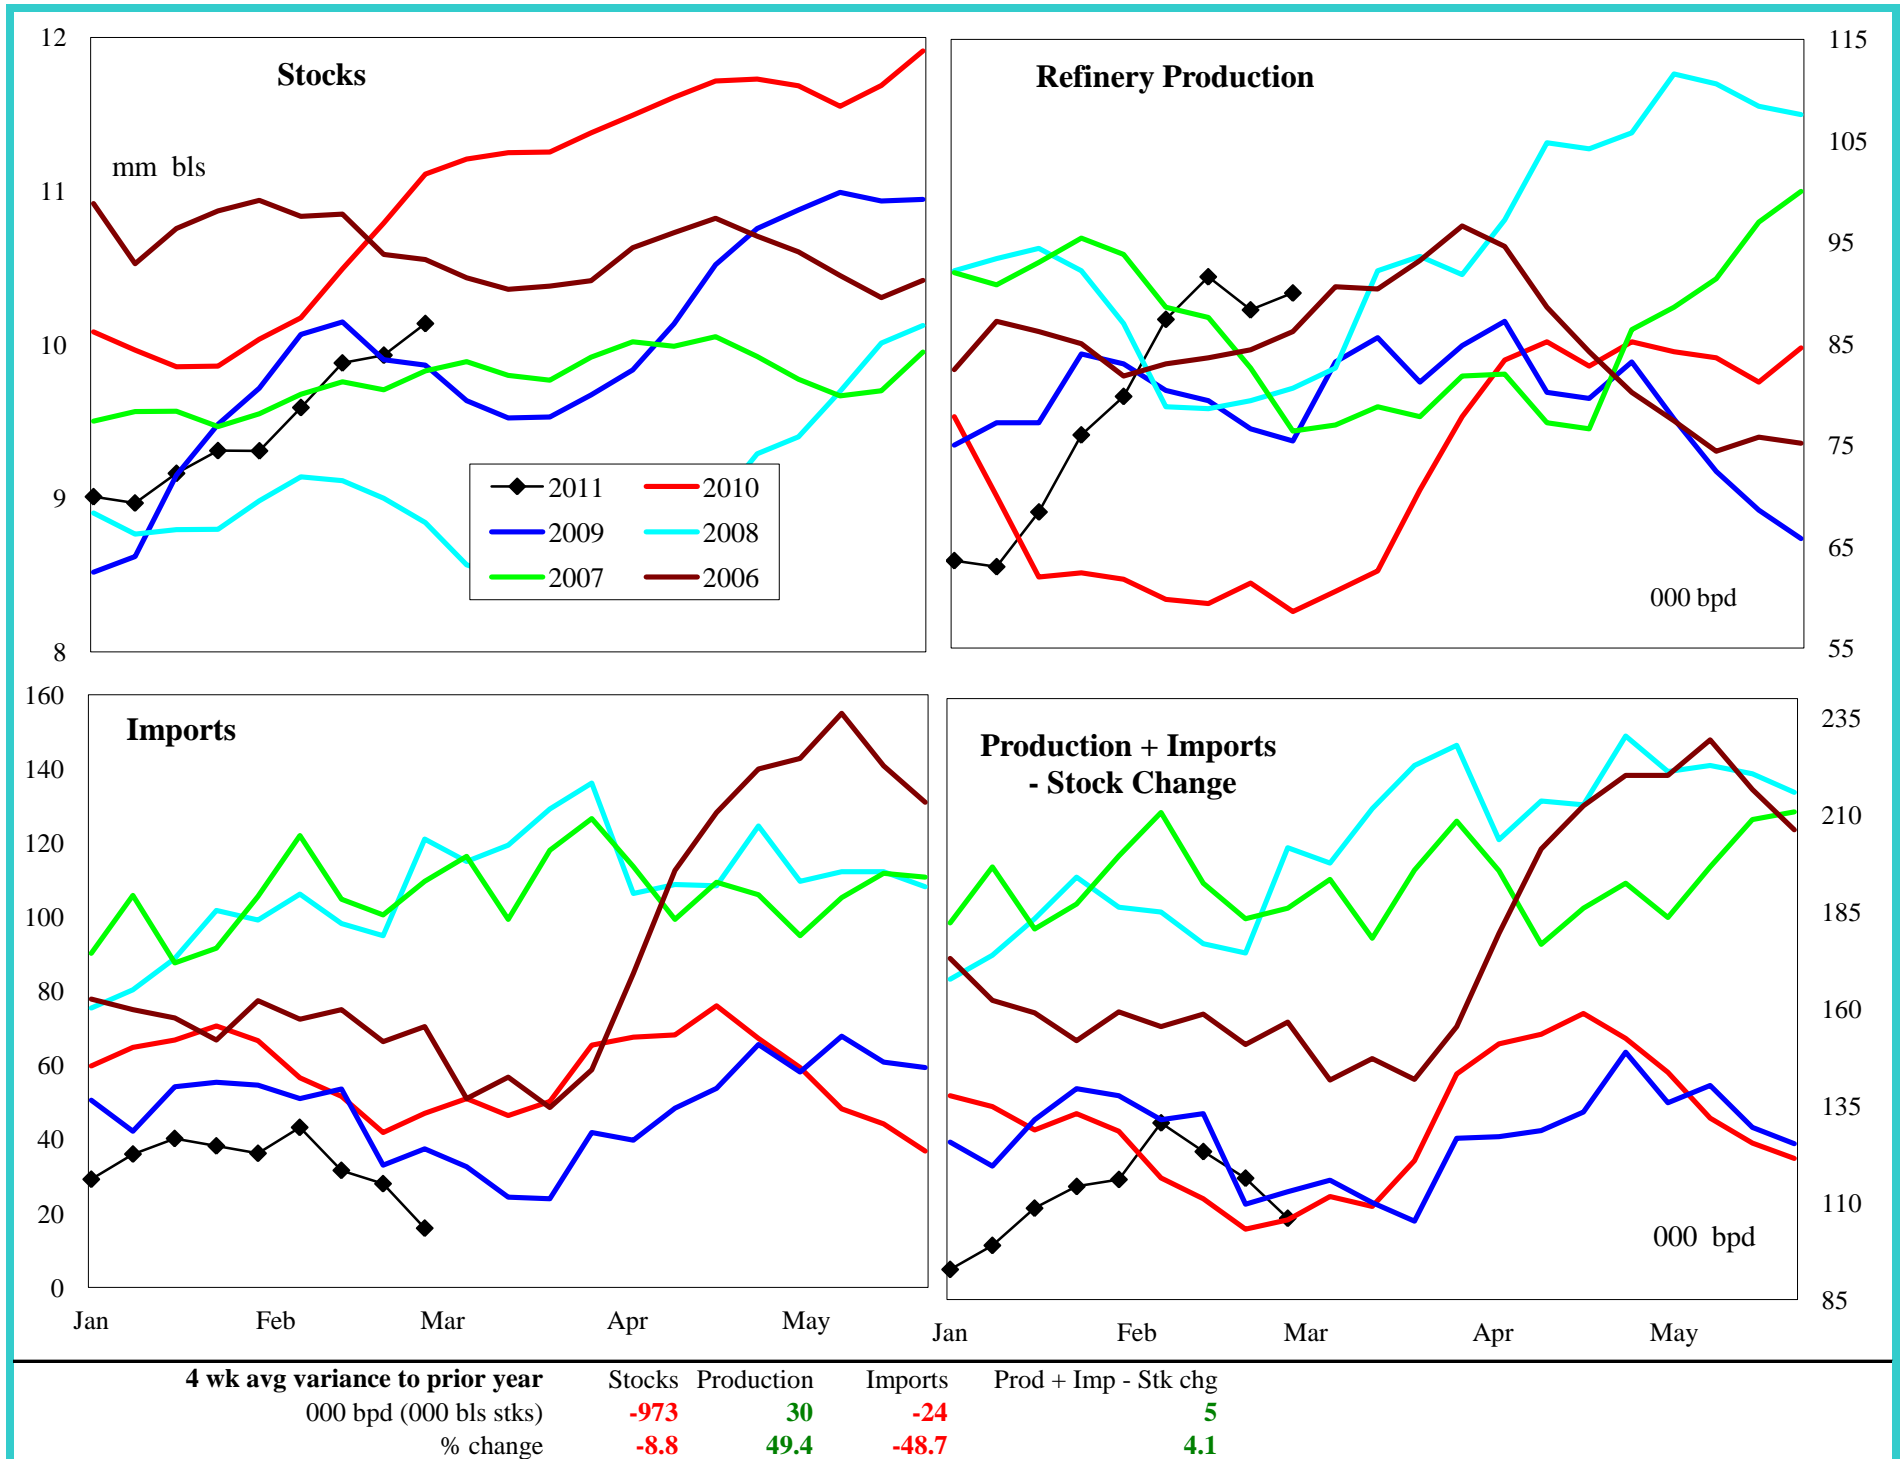 12
11
10
9
8
Stocks
mm bls
2011
2010
2009
2008
2007
2006
Refinery Production
000 bpd
115
105
95
85
75
65
55
160
140
120
100
80
60
40
20
0
Imports
Jan Feb Mar Apr May
Production + Imports
- Stock Change
000 bpd
235
210
185
160
135
110
85
Jan Feb Mar Apr May
4 wk avg variance to prior year Stocks Production Imports Prod + Imp - Stk chg
000 bpd (000 bls stks) -973 30 -24 5
% change -8.8 49.4 -48.7 4.1